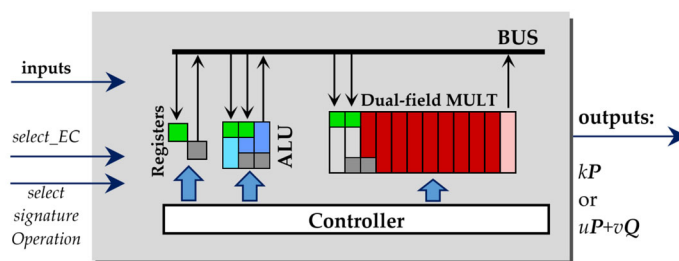 BUS
inputs
Dual-field MULT
Registers
ALU
outputs:
select_EC
select
signature
Operation
kP
or
uP+vQ
Controller